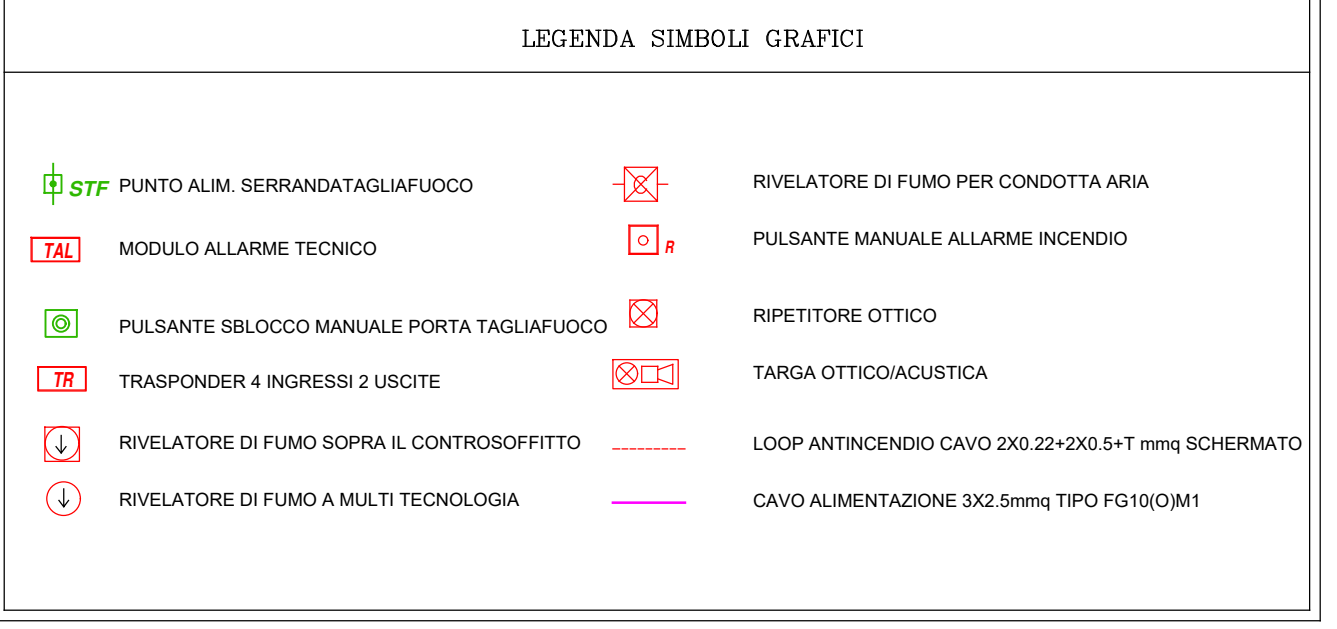 LEGENDA SIMBOLI GRAFICI
STF PUNTO ALIM. SERRANDATAGLIAFUOCO
TAL MODULO ALLARME TECNICO
PULSANTE SBLOCCO MANUALE PORTA TAGLIAFUOCO
TR TRASPONDER 4 INGRESSI 2 USCITE
RIVELATORE DI FUMO SOPRA IL CONTROSOFFITTO
RIVELATORE DI FUMO A MULTI TECNOLOGIA
RIVELATORE DI FUMO PER CONDOTTA ARIA
R PULSANTE MANUALE ALLARME INCENDIO
RIPETITORE OTTICO
TARGA OTTICO/ACUSTICA
LOOP ANTINCENDIO CAVO 2X0.22+2X0.5+T mmq SCHERMATO
CAVO ALIMENTAZIONE 3X2.5mmq TIPO FG10(O)M1